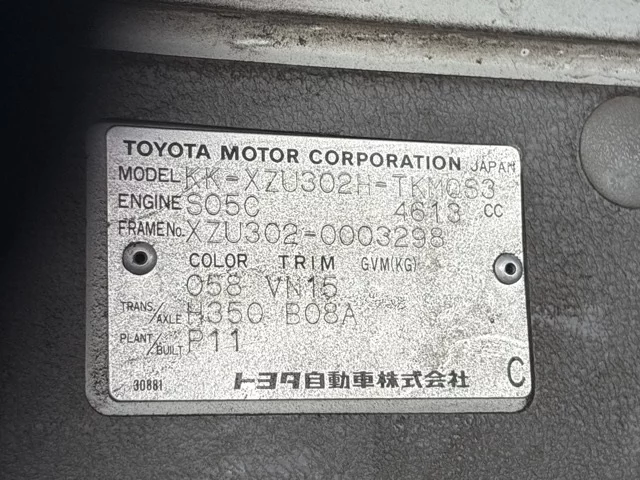 TOYOTA MOTOR CORPORATION JAPAN
MODEL KK-XZU302H-TKMQS3
ENGINE S05C 4613 CC
FRAME No. XZU302-0003298
COLOR TRIM GVM(KG)
058 VN15
TRANS/AXLE H350 B08A
PLANT/BUILT P11
30881 トヨタ自動車株式会社 C